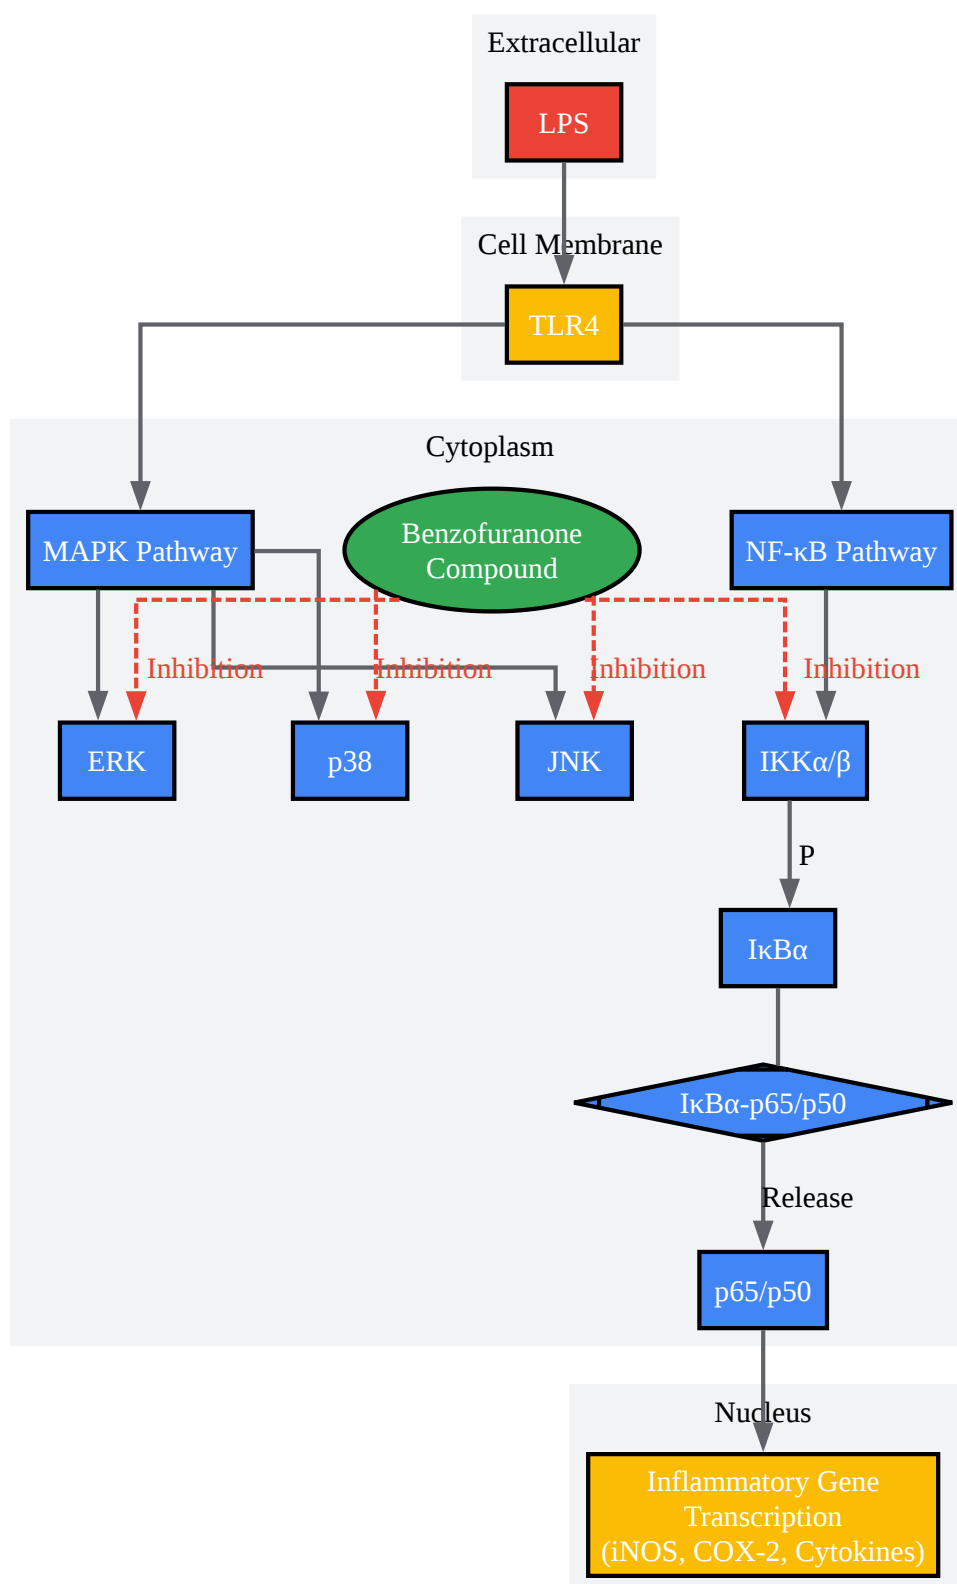 Extracellular
LPS
Cell Membrane
TLR4
Cytoplasm
MAPK Pathway
Benzofuranone
Compound
NF-κB Pathway
Inhibition
Inhibition
Inhibition
Inhibition
ERK
p38
JNK
IKKα/β
P
IκBα
IκBα-p65/p50
Release
p65/p50
Nucleus
Inflammatory Gene
Transcription
(iNOS, COX-2, Cytokines)